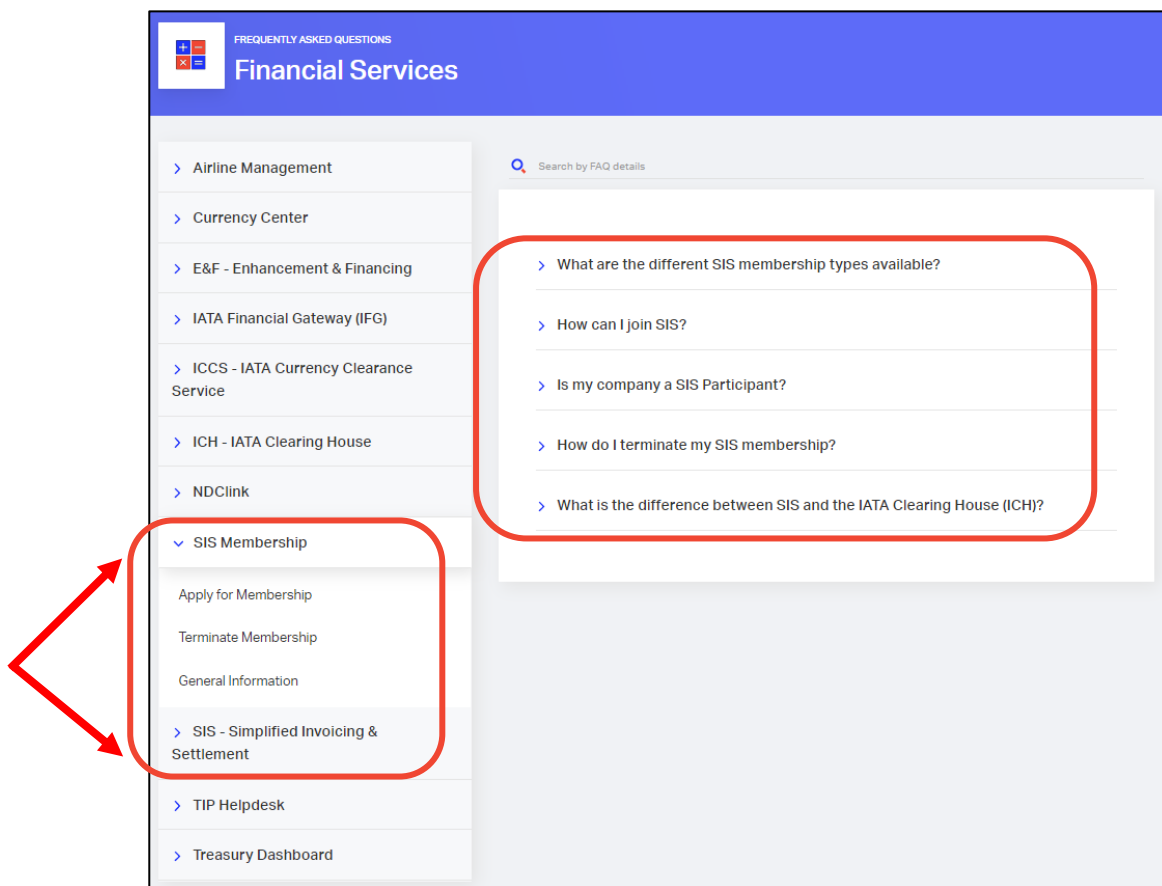 FREQUENTLY ASKED QUESTIONS
Financial Services
Airline Management
Currency Center
E&F - Enhancement & Financing
IATA Financial Gateway (IFG)
ICCS - IATA Currency Clearance
Service
ICH - IATA Clearing House
NDClink
SIS Membership
Apply for Membership
Terminate Membership
General Information
SIS - Simplified Invoicing &
Settlement
TIP Helpdesk
Treasury Dashboard
Search by FAQ details
What are the different SIS membership types available?
How can I join SIS?
Is my company a SIS Participant?
How do I terminate my SIS membership?
What is the difference between SIS and the IATA Clearing House (ICH)?